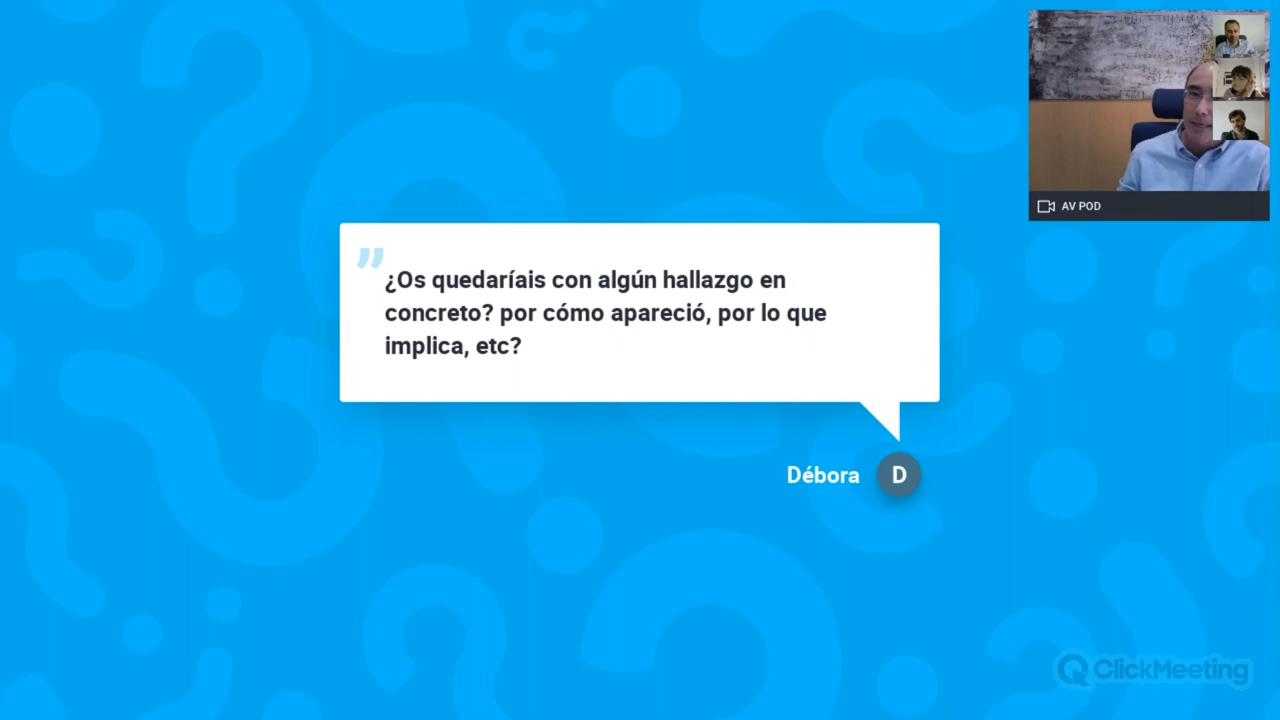 AV POD
¿Os quedaríais con algún hallazgo en
concreto? por cómo apareció, por lo que
implica, etc?
Débora D
ClickMeeting